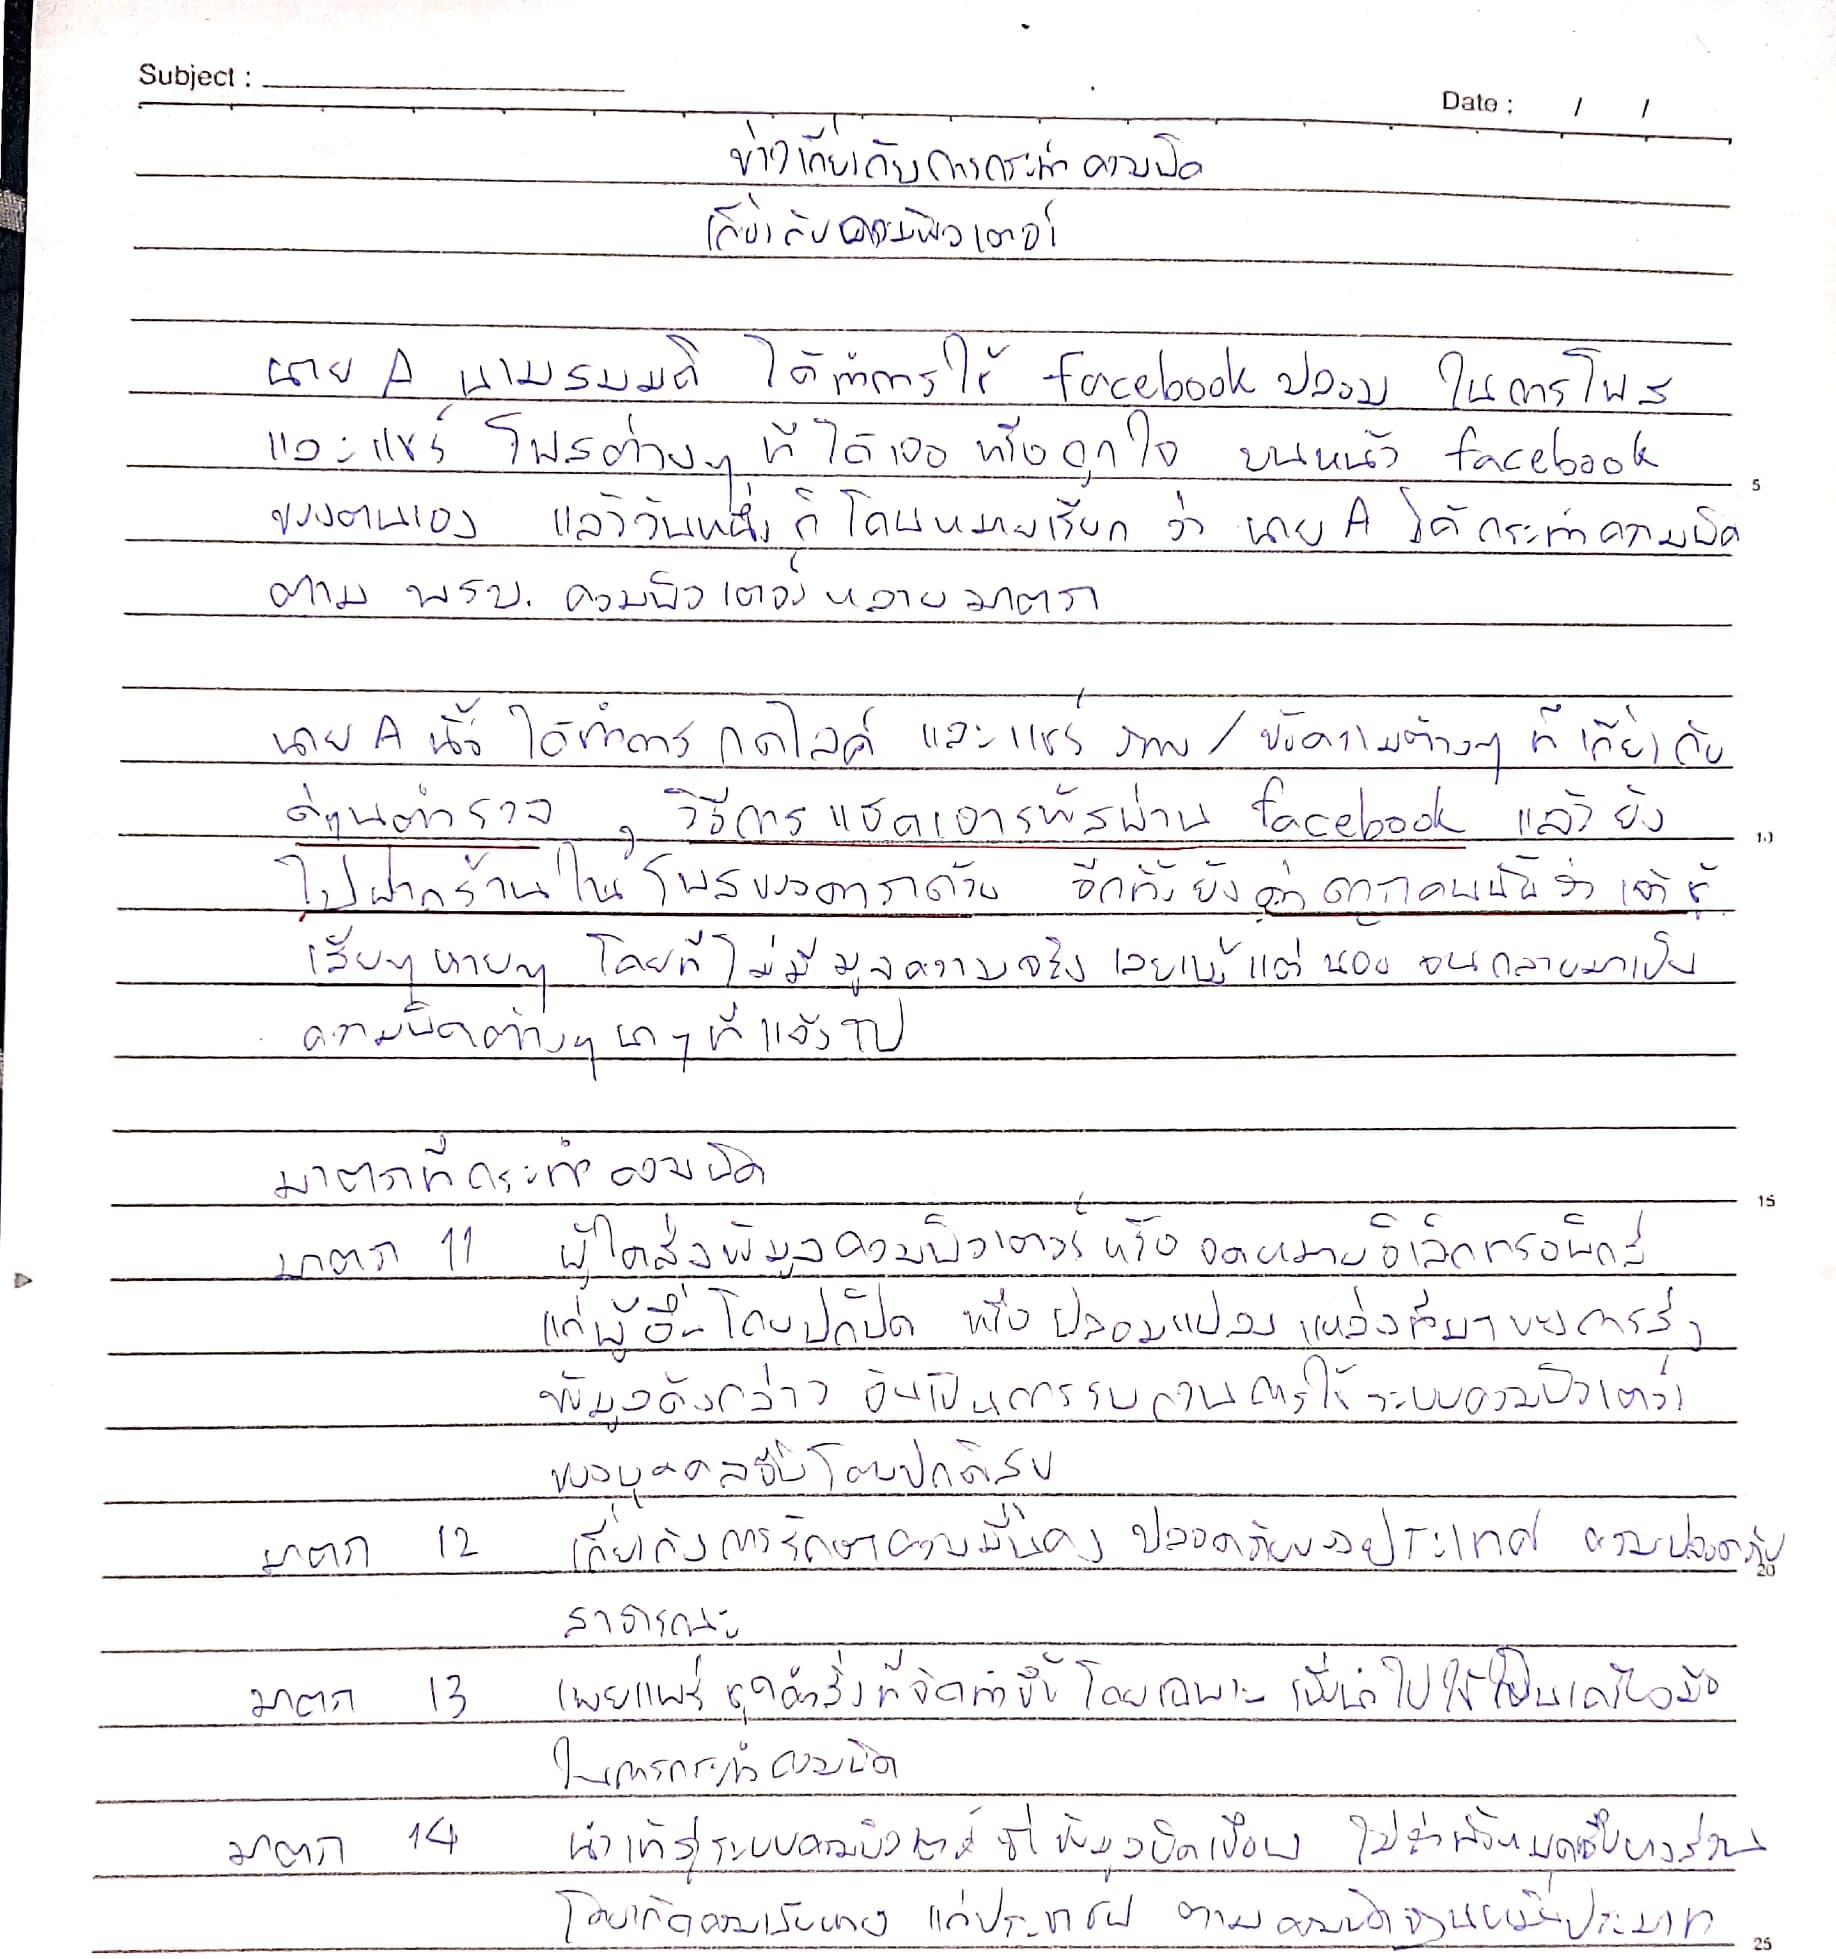 Subject :
Date : / /
ข่าวเกี่ยวกับการกระทำความผิด
เกี่ยวกับคอมพิวเตอร์
นาย A นามสมมติ ได้ทำการใช้ facebook ปลอม ในการโพส
และแชร์ โพสต่างๆ ที่ได้เจอ หรือถูกใจ บนหน้า facebook
5
ของตนเอง แล้ววันหนึ่งก็โดนหมายเรียก ว่า นาย A ได้กระทำความผิด
ตาม พรบ. คอมพิวเตอร์หลายมาตรา
นาย A นั้น ได้ทำการ กดไลค์ และแชร์ ภาพ / ข้อความต่างๆ ที่เกี่ยวกับ
ด่าตำรวจ , วิธีการแฮคเอารหัสผ่าน facebook แล้วยัง
10
ไปฝากร้านในโพสของดาราด้วย อีกทั้งยังด่าดาราคนนั้นว่าเจ้าชู้
เสียๆหายๆ โดยที่ไม่มีมูลความจริงเลยแม้แต่น้อย จนกลายมาเป็น
ความผิดต่างๆนาๆที่แจ้งไป
มาตราที่กระทำความผิด
15
มาตรา 11 ผู้ใดส่งข้อมูลคอมพิวเตอร์หรือ จดหมายอิเล็กทรอนิกส์
แก่ผู้อื่นโดยปกปิด หรือปลอมแปลง แหล่งที่มาของการส่ง
ข้อมูลดังกล่าว อันเป็นการรบกวนการใช้ระบบคอมพิวเตอร์
ของบุคคลอื่นโดยปกติสุข
มาตรา 12 เกี่ยวกับการรักษาความมั่นคง ปลอดภัยของประเทศ ความปลอดภัย
20
สาธารณะ
มาตรา 13 เผยแพร่ชุดคำสั่งที่จัดทำขึ้นโดยเฉพาะ เพื่อนำไปใช้เป็นเครื่องมือ
ในการกระทำความผิด
มาตรา 14 นำเข้าสู่ระบบคอมพิวเตอร์ ซึ่งข้อมูลบิดเบือน ไม่ว่าทั้งหมดหรือบางส่วน
โดยเกิดความเสียหาย แก่ประชาชน ตามความผิดฐานหมิ่นประมาท
25